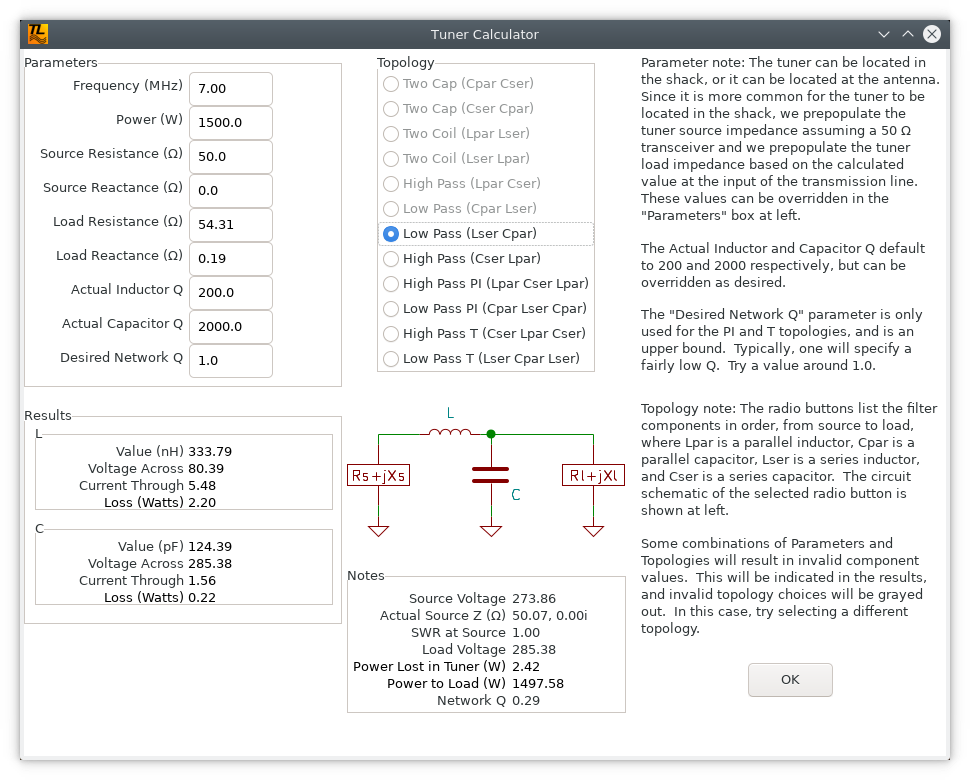 TL
Tuner Calculator
Parameters
Frequency (MHz) 7.00
Power (W) 1500.0
Source Resistance (Ω) 50.0
Source Reactance (Ω) 0.0
Load Resistance (Ω) 54.31
Load Reactance (Ω) 0.19
Actual Inductor Q 200.0
Actual Capacitor Q 2000.0
Desired Network Q 1.0
Topology
Two Cap (Cpar Cser)
Two Cap (Cser Cpar)
Two Coil (Lpar Lser)
Two Coil (Lser Lpar)
High Pass (Lpar Cser)
Low Pass (Cpar Lser)
Low Pass (Lser Cpar)
High Pass (Cser Lpar)
High Pass PI (Lpar Cser Lpar)
Low Pass PI (Cpar Lser Cpar)
High Pass T (Cser Lpar Cser)
Low Pass T (Lser Cpar Lser)
Parameter note: The tuner can be located in
the shack, or it can be located at the antenna.
Since it is more common for the tuner to be
located in the shack, we prepopulate the
tuner source impedance assuming a 50 Ω
transceiver and we prepopulate the tuner
load impedance based on the calculated
value at the input of the transmission line.
These values can be overridden in the
"Parameters" box at left.
The Actual Inductor and Capacitor Q default
to 200 and 2000 respectively, but can be
overridden as desired.
The "Desired Network Q" parameter is only
used for the PI and T topologies, and is an
upper bound.  Typically, one will specify a
fairly low Q.  Try a value around 1.0.
Topology note: The radio buttons list the filter
components in order, from source to load,
where Lpar is a parallel inductor, Cpar is a
parallel capacitor, Lser is a series inductor,
and Cser is a series capacitor.  The circuit
schematic of the selected radio button is
shown at left.
Some combinations of Parameters and
Topologies will result in invalid component
values.  This will be indicated in the results,
and invalid topology choices will be grayed
out.  In this case, try selecting a different
topology.
OK
Results
L
Value (nH) 333.79
Voltage Across 80.39
Current Through 5.48
Loss (Watts) 2.20
C
Value (pF) 124.39
Voltage Across 285.38
Current Through 1.56
Loss (Watts) 0.22
L
Rs+jXs
C
Rl+jXl
Notes
Source Voltage 273.86
Actual Source Z (Ω) 50.07, 0.00i
SWR at Source 1.00
Load Voltage 285.38
Power Lost in Tuner (W) 2.42
Power to Load (W) 1497.58
Network Q 0.29